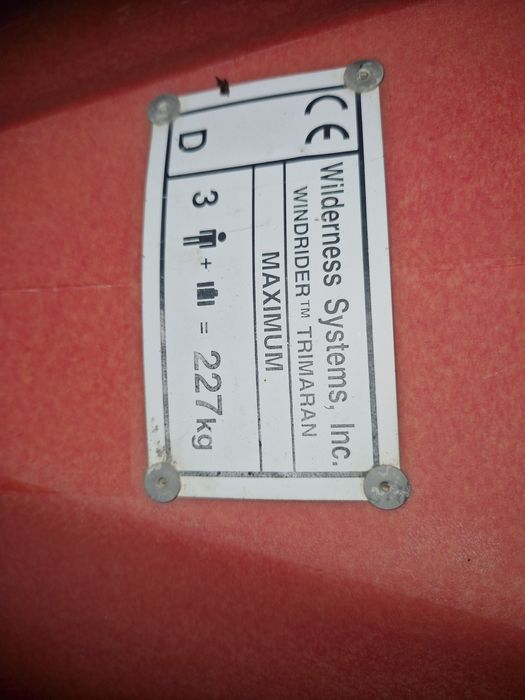 CE Wilderness Systems, Inc.
WINDRIDER™ TRIMARAN
MAXIMUM
D 3 + = 227kg